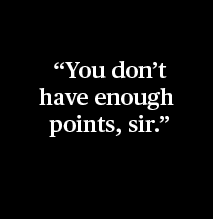 “You don’t
have enough
points, sir.”